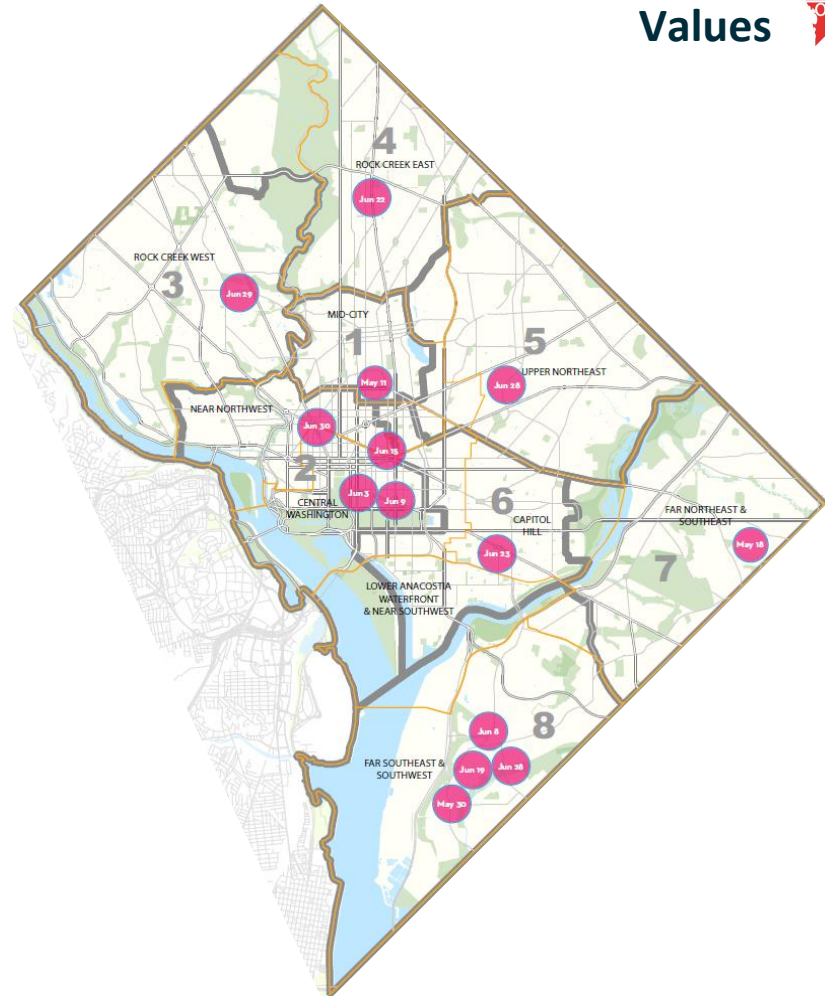 Values
4
ROCK CREEK EAST
Jun 22
ROCK CREEK WEST
3
Jun 29
MID-CITY
1
5
May 11
UPPER NORTHEAST
Jun 28
NEAR NORTHWEST
Jun 30
Jun 15
2
Jun 3
Jun 9
CENTRAL
WASHINGTON
6
CAPITOL
HILL
Jun 23
FAR NORTHEAST &
SOUTHEAST
May 18
7
LOWER ANACOSTIA
WATERFRONT
& NEAR SOUTHWEST
8
Jun 8
FAR SOUTHEAST &
SOUTHWEST
Jun 19
Jun 28
May 30